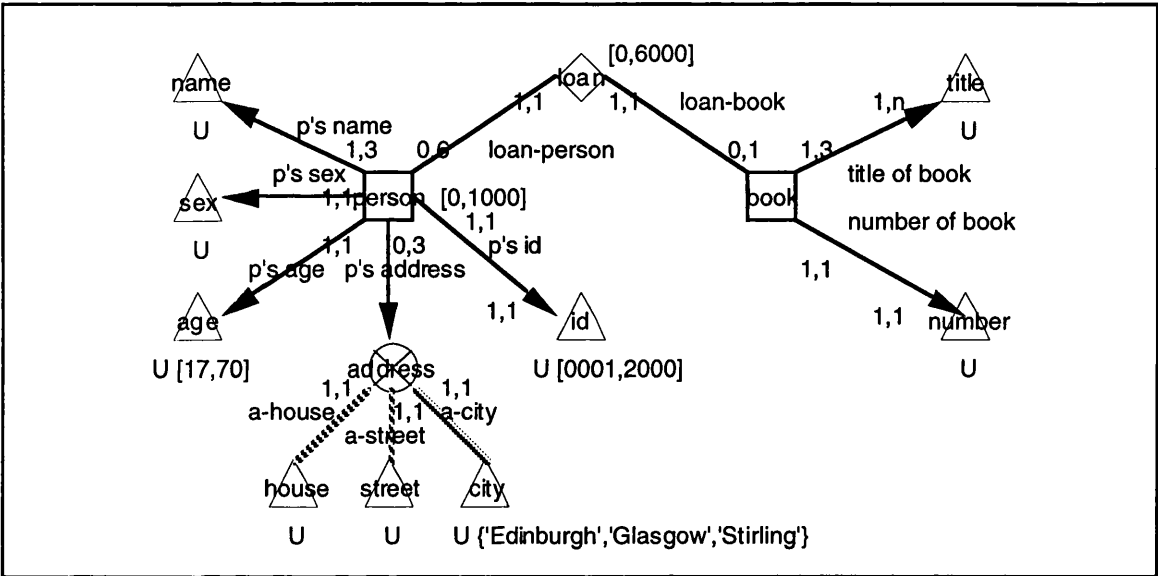 [0,6000]
name
loan
title
1,1
1,1
loan-book
1,n
U
p's name
U
1,3
0,6
loan-person
0,1
1,3
p's sex
title of book
sex
1,1
person
[0,1000]
book
1,1
number of book
U
1,1
0,3
p's id
p's age
p's address
1,1
age
1,1
id
1,1
number
U [17,70]
address
U [0001,2000]
U
1,1
1,1
a-house
1,1
a-city
a-street
house
street
city
U
U
U {'Edinburgh','Glasgow','Stirling'}